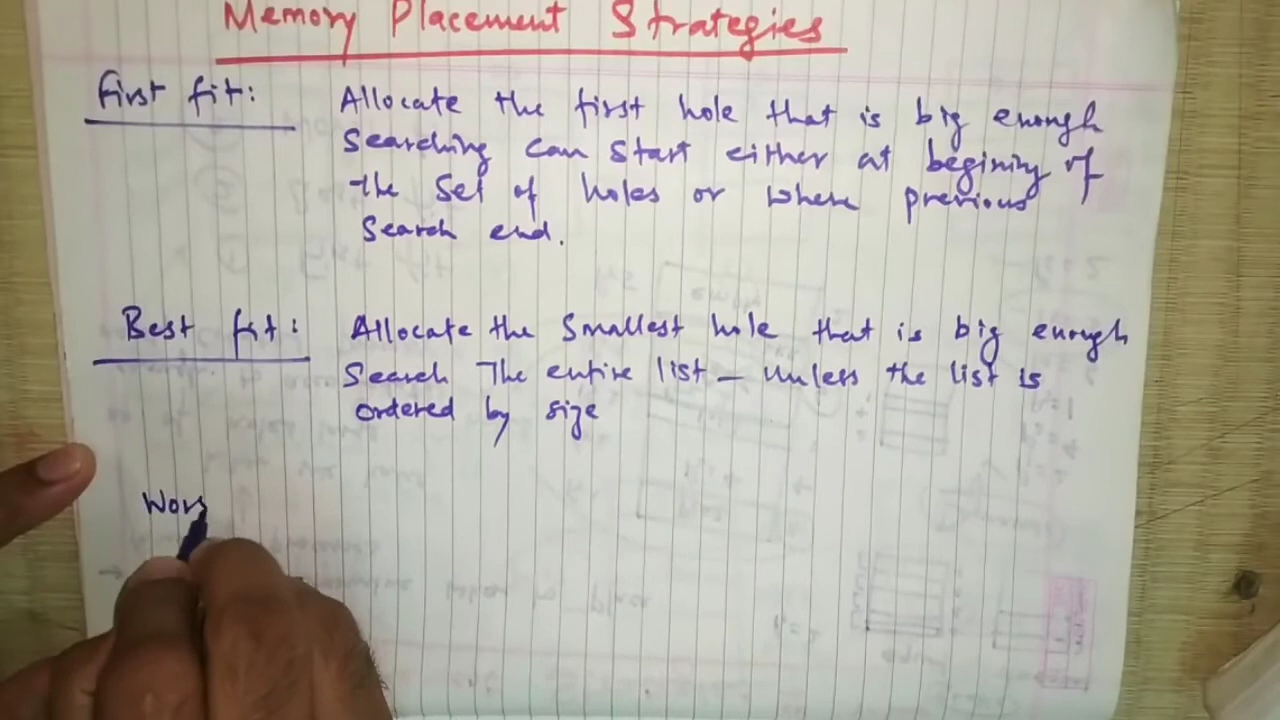 Memory Placement Strategies
First fit: Allocate the first hole that is big enough
Searching can start either at begining of
the set of holes or where previous
Search end.
Best fit: Allocate the Smallest hole that is big enough
Search The entire list - unless the list is
ordered by size
Wors